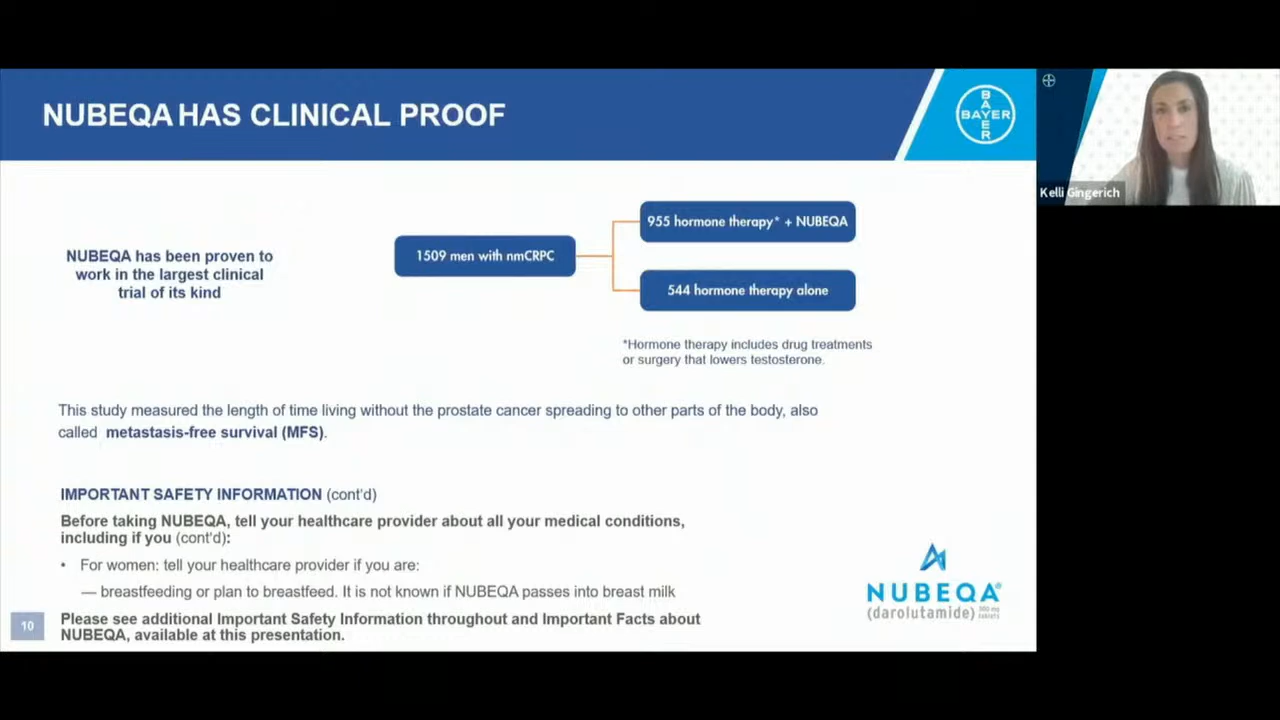 NUBEQA HAS CLINICAL PROOF
BAYER
BAYER
Kelli Gingerich
NUBEQA has been proven to
work in the largest clinical
trial of its kind
1509 men with nmCRPC
955 hormone therapy* + NUBEQA
544 hormone therapy alone
*Hormone therapy includes drug treatments
or surgery that lowers testosterone.
This study measured the length of time living without the prostate cancer spreading to other parts of the body, also
called metastasis-free survival (MFS).
IMPORTANT SAFETY INFORMATION (cont'd)
Before taking NUBEQA, tell your healthcare provider about all your medical conditions,
including if you (cont'd):
• For women: tell your healthcare provider if you are:
— breastfeeding or plan to breastfeed. It is not known if NUBEQA passes into breast milk
Please see additional Important Safety Information throughout and Important Facts about
NUBEQA, available at this presentation.
10
NUBEQA®
(darolutamide) 300 mg tablets